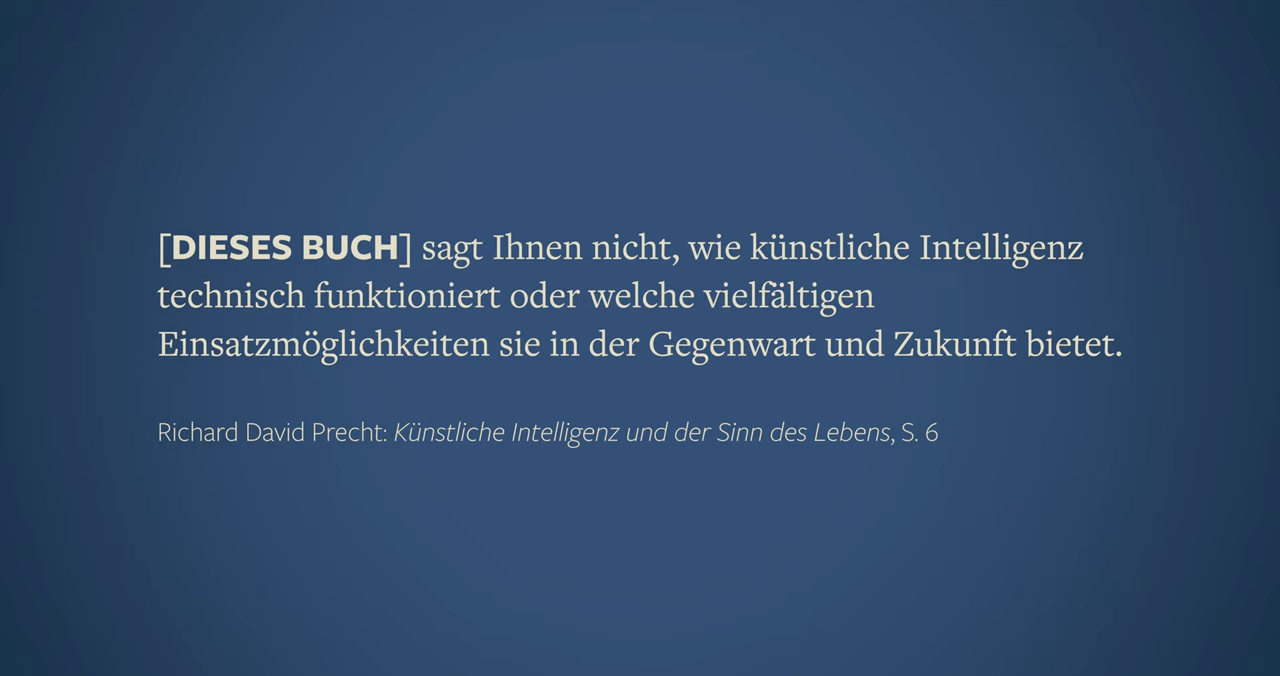 [DIESES BUCH] sagt Ihnen nicht, wie künstliche Intelligenz
technisch funktioniert oder welche vielfältigen
Einsatzmöglichkeiten sie in der Gegenwart und Zukunft bietet.
Richard David Precht: Künstliche Intelligenz und der Sinn des Lebens, S. 6